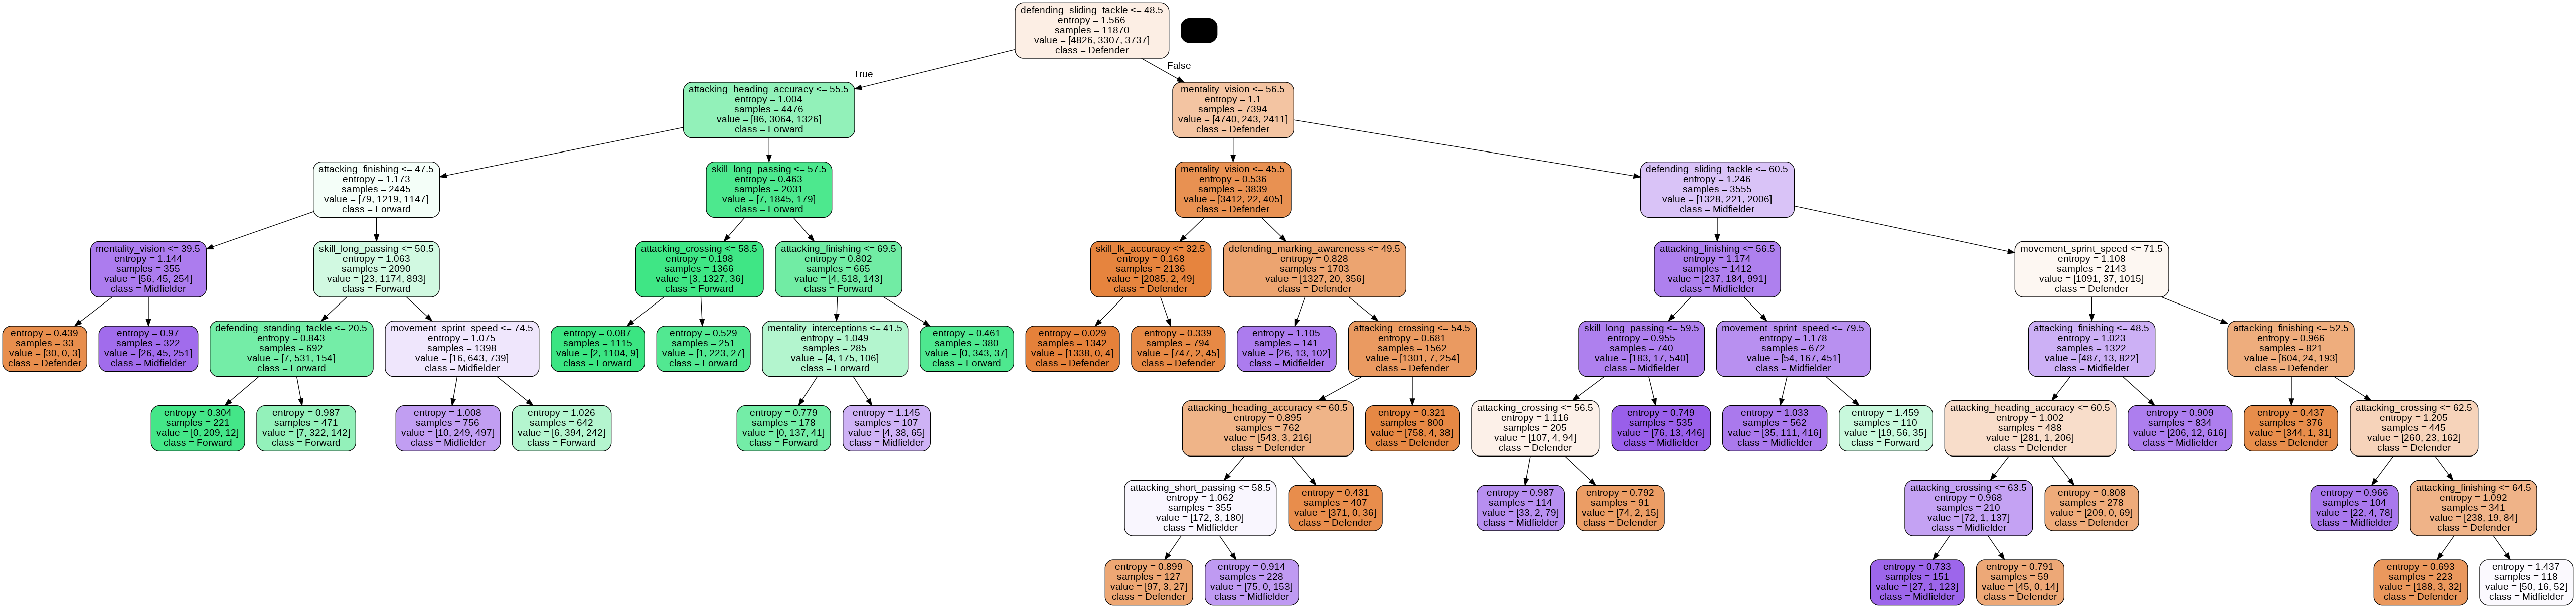 defending_sliding_tackle <= 48.5
entropy = 1.566
samples = 11870
value = [4826, 3307, 3737]
class = Defender
True
False
attacking_heading_accuracy <= 55.5
entropy = 1.004
samples = 4476
value = [86, 3064, 1326]
class = Forward
mentality_vision <= 56.5
entropy = 1.1
samples = 7394
value = [4740, 243, 2411]
class = Defender
attacking_finishing <= 47.5
entropy = 1.173
samples = 2445
value = [79, 1219, 1147]
class = Forward
skill_long_passing <= 57.5
entropy = 0.463
samples = 2031
value = [7, 1845, 179]
class = Forward
mentality_vision <= 45.5
entropy = 0.536
samples = 3839
value = [3412, 22, 405]
class = Defender
defending_sliding_tackle <= 60.5
entropy = 1.246
samples = 3555
value = [1328, 221, 2006]
class = Midfielder
mentality_vision <= 39.5
entropy = 1.144
samples = 355
value = [56, 45, 254]
class = Midfielder
skill_long_passing <= 50.5
entropy = 1.063
samples = 2090
value = [23, 1174, 893]
class = Forward
attacking_crossing <= 58.5
entropy = 0.198
samples = 1366
value = [3, 1327, 36]
class = Forward
attacking_finishing <= 69.5
entropy = 0.802
samples = 665
value = [4, 518, 143]
class = Forward
skill_fk_accuracy <= 32.5
entropy = 0.168
samples = 2136
value = [2085, 2, 49]
class = Defender
defending_marking_awareness <= 49.5
entropy = 0.828
samples = 1703
value = [1327, 20, 356]
class = Defender
attacking_finishing <= 56.5
entropy = 1.174
samples = 1412
value = [237, 184, 991]
class = Midfielder
movement_sprint_speed <= 71.5
entropy = 1.108
samples = 2143
value = [1091, 37, 1015]
class = Defender
entropy = 0.439
samples = 33
value = [30, 0, 3]
class = Defender
entropy = 0.97
samples = 322
value = [26, 45, 251]
class = Midfielder
defending_standing_tackle <= 20.5
entropy = 0.843
samples = 692
value = [7, 531, 154]
class = Forward
movement_sprint_speed <= 74.5
entropy = 1.075
samples = 1398
value = [16, 643, 739]
class = Midfielder
entropy = 0.087
samples = 1115
value = [2, 1104, 9]
class = Forward
entropy = 0.529
samples = 251
value = [1, 223, 27]
class = Forward
mentality_interceptions <= 41.5
entropy = 1.049
samples = 285
value = [4, 175, 106]
class = Forward
entropy = 0.461
samples = 380
value = [0, 343, 37]
class = Forward
entropy = 0.029
samples = 1342
value = [1338, 0, 4]
class = Defender
entropy = 0.339
samples = 794
value = [747, 2, 45]
class = Defender
entropy = 1.105
samples = 141
value = [26, 13, 102]
class = Midfielder
attacking_crossing <= 54.5
entropy = 0.681
samples = 1562
value = [1301, 7, 254]
class = Defender
skill_long_passing <= 59.5
entropy = 0.955
samples = 740
value = [183, 17, 540]
class = Midfielder
movement_sprint_speed <= 79.5
entropy = 1.178
samples = 672
value = [54, 167, 451]
class = Midfielder
attacking_finishing <= 48.5
entropy = 1.023
samples = 1322
value = [487, 13, 822]
class = Midfielder
attacking_finishing <= 52.5
entropy = 0.966
samples = 821
value = [604, 24, 193]
class = Defender
entropy = 0.304
samples = 221
value = [0, 209, 12]
class = Forward
entropy = 0.987
samples = 471
value = [7, 322, 142]
class = Forward
entropy = 1.008
samples = 756
value = [10, 249, 497]
class = Midfielder
entropy = 1.026
samples = 642
value = [6, 394, 242]
class = Forward
entropy = 0.779
samples = 178
value = [0, 137, 41]
class = Forward
entropy = 1.145
samples = 107
value = [4, 38, 65]
class = Midfielder
attacking_heading_accuracy <= 60.5
entropy = 0.895
samples = 762
value = [543, 3, 216]
class = Defender
entropy = 0.321
samples = 800
value = [758, 4, 38]
class = Defender
attacking_crossing <= 56.5
entropy = 1.116
samples = 205
value = [107, 4, 94]
class = Defender
entropy = 0.749
samples = 535
value = [76, 13, 446]
class = Midfielder
entropy = 1.033
samples = 562
value = [35, 111, 416]
class = Midfielder
entropy = 1.459
samples = 110
value = [19, 56, 35]
class = Forward
attacking_heading_accuracy <= 60.5
entropy = 1.002
samples = 488
value = [281, 1, 206]
class = Defender
entropy = 0.909
samples = 834
value = [206, 12, 616]
class = Midfielder
entropy = 0.437
samples = 376
value = [344, 1, 31]
class = Defender
attacking_crossing <= 62.5
entropy = 1.205
samples = 445
value = [260, 23, 162]
class = Defender
attacking_short_passing <= 58.5
entropy = 1.062
samples = 355
value = [172, 3, 180]
class = Midfielder
entropy = 0.431
samples = 407
value = [371, 0, 36]
class = Defender
entropy = 0.987
samples = 114
value = [33, 2, 79]
class = Midfielder
entropy = 0.792
samples = 91
value = [74, 2, 15]
class = Defender
attacking_crossing <= 63.5
entropy = 0.968
samples = 210
value = [72, 1, 137]
class = Midfielder
entropy = 0.808
samples = 278
value = [209, 0, 69]
class = Defender
entropy = 0.966
samples = 104
value = [22, 4, 78]
class = Midfielder
attacking_finishing <= 64.5
entropy = 1.092
samples = 341
value = [238, 19, 84]
class = Defender
entropy = 0.899
samples = 127
value = [97, 3, 27]
class = Defender
entropy = 0.914
samples = 228
value = [75, 0, 153]
class = Midfielder
entropy = 0.733
samples = 151
value = [27, 1, 123]
class = Midfielder
entropy = 0.791
samples = 59
value = [45, 0, 14]
class = Defender
entropy = 0.693
samples = 223
value = [188, 3, 32]
class = Defender
entropy = 1.437
samples = 118
value = [50, 16, 52]
class = Midfielder